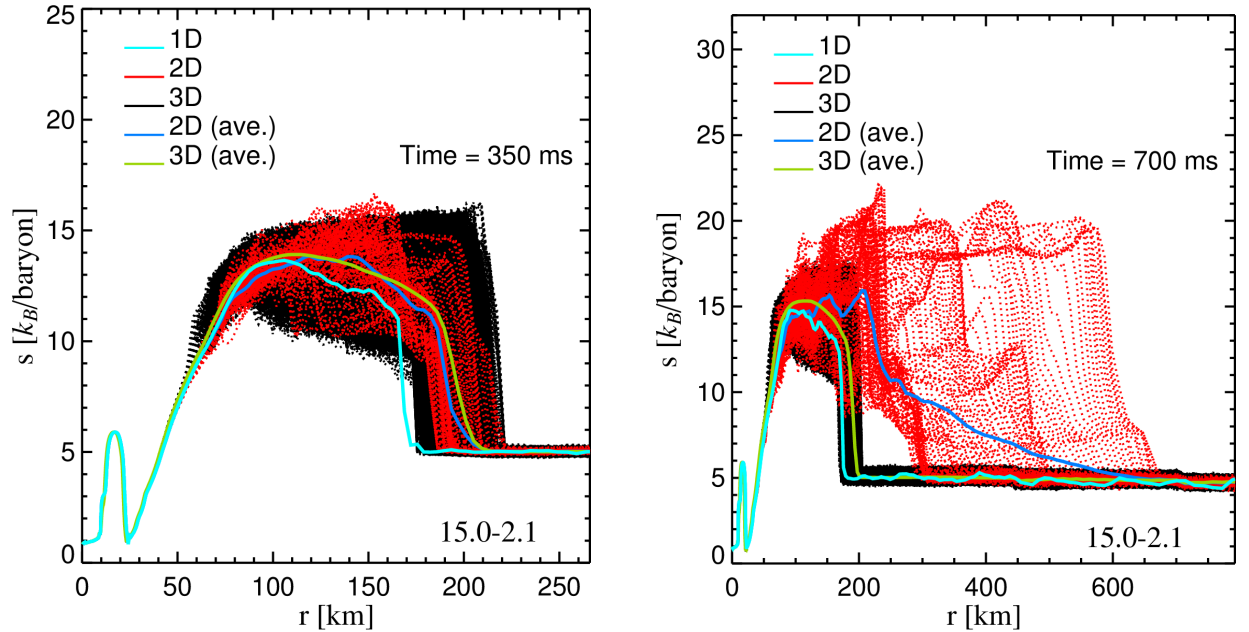 25
20
15
10
5
0
s [k_B/baryon]
1D
2D
3D
2D (ave.)
3D (ave.)
Time = 350 ms
15.0-2.1
0 50 100 150 200 250
r [km]
30
25
20
15
10
5
0
s [k_B/baryon]
1D
2D
3D
2D (ave.)
3D (ave.)
Time = 700 ms
15.0-2.1
0 200 400 600
r [km]